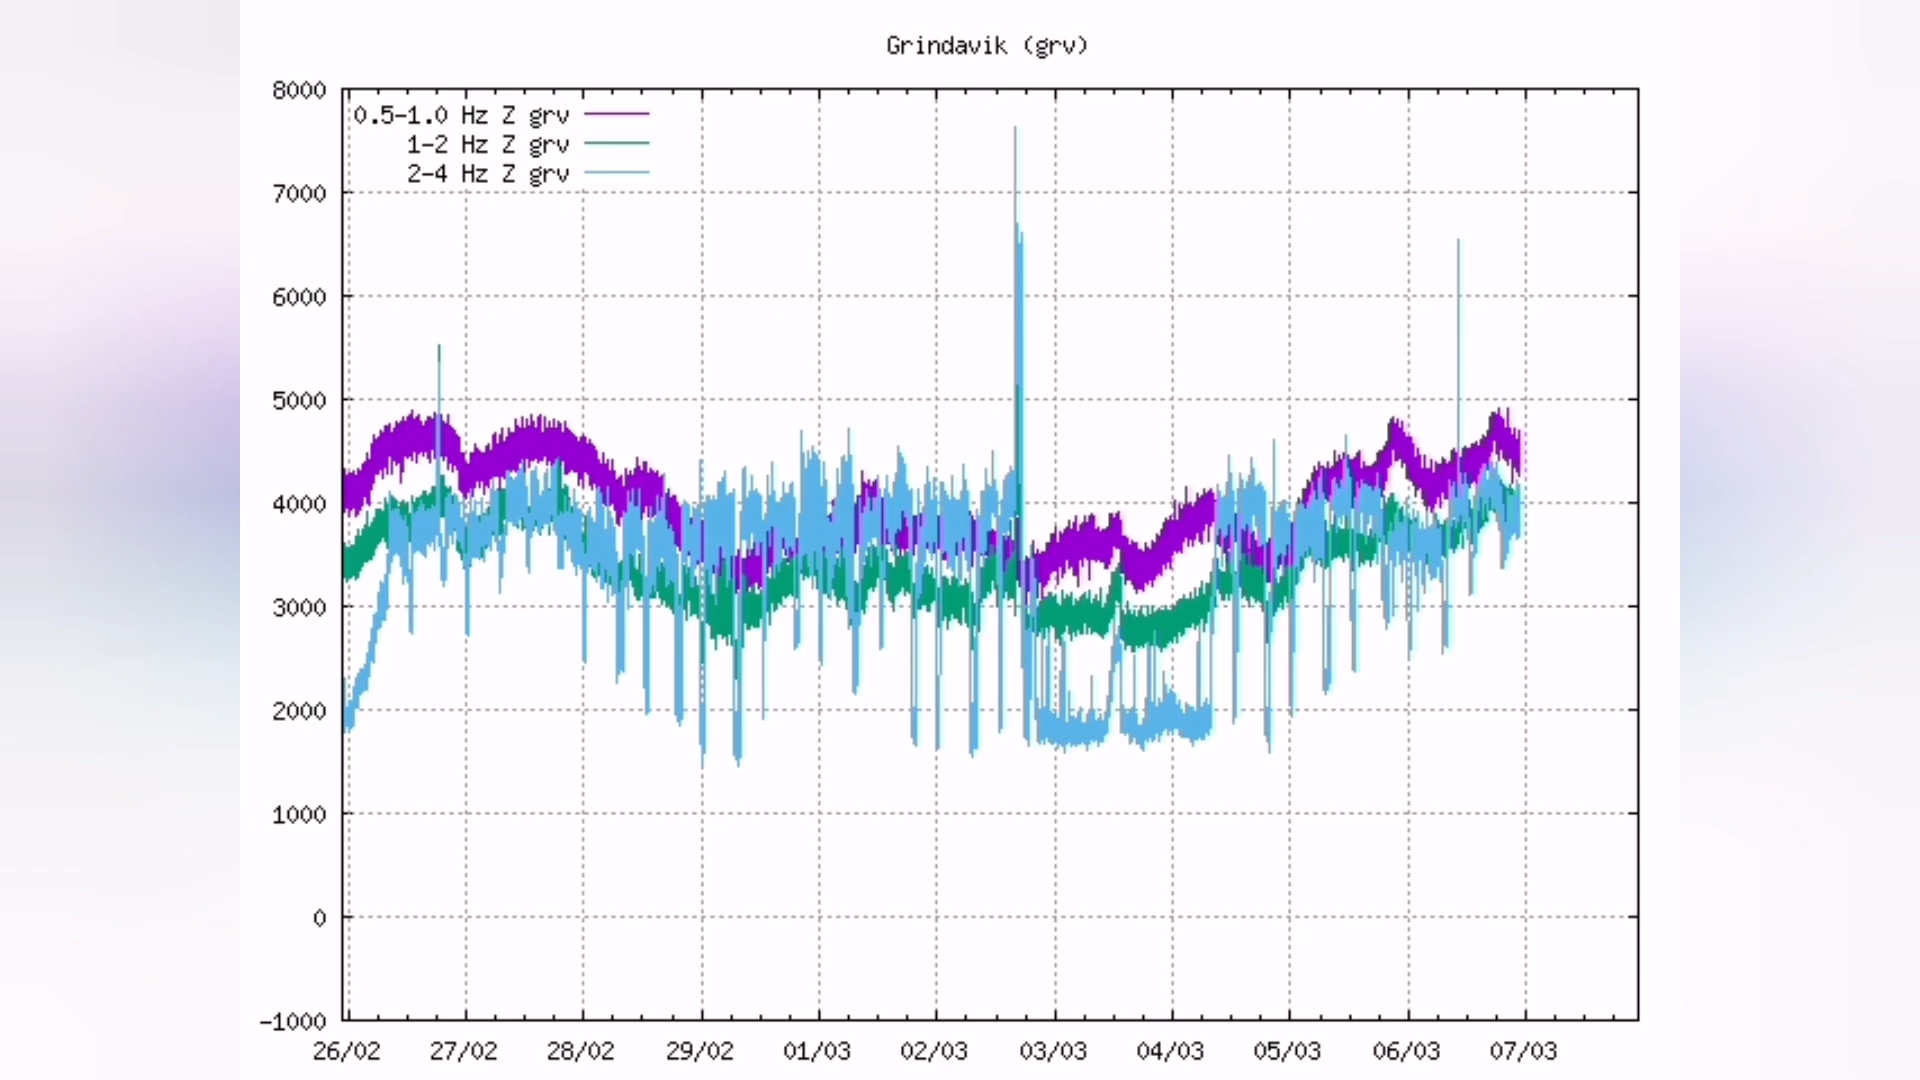 Grindavik (grv)
8000
0.5-1.0 Hz Z grv
1-2 Hz Z grv
2-4 Hz Z grv
7000
6000
5000
4000
3000
2000
1000
0
-1000
26/02 27/02 28/02 29/02 01/03 02/03 03/03 04/03 05/03 06/03 07/03